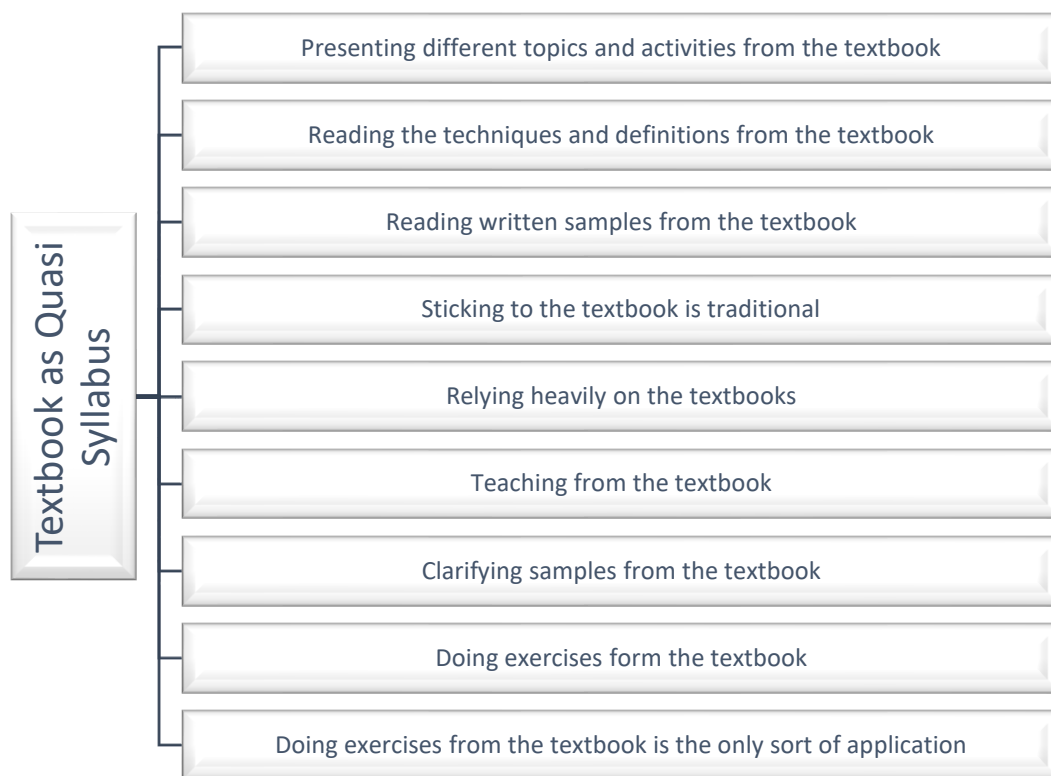 Textbook as Quasi
Syllabus
Presenting different topics and activities from the textbook
Reading the techniques and definitions from the textbook
Reading written samples from the textbook
Sticking to the textbook is traditional
Relying heavily on the textbooks
Teaching from the textbook
Clarifying samples from the textbook
Doing exercises form the textbook
Doing exercises from the textbook is the only sort of application